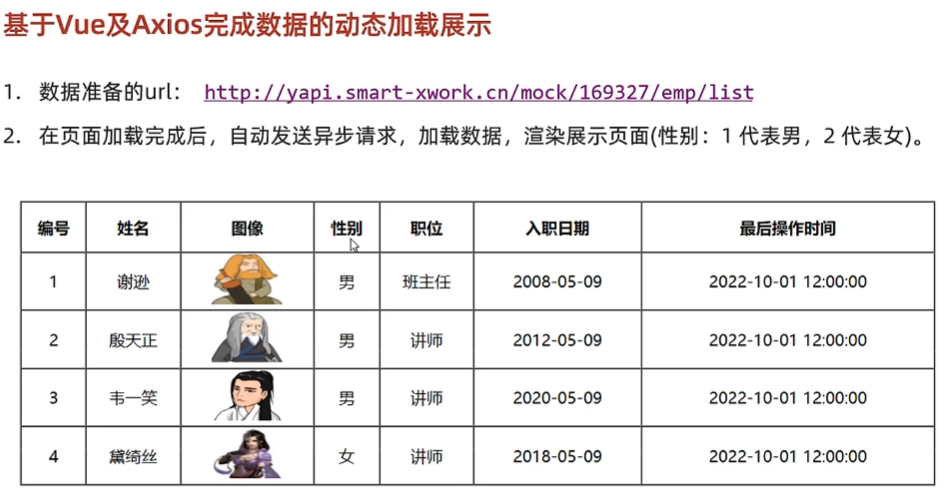 基于Vue及Axios完成数据的动态加载展示
1. 数据准备的url： http://yapi.smart-xwork.cn/mock/169327/emp/list
2. 在页面加载完成后，自动发送异步请求，加载数据，渲染展示页面(性别：1 代表男，2 代表女)。
编号 姓名 图像 性别 职位 入职日期 最后操作时间
1 谢逊 男 班主任 2008-05-09 2022-10-01 12:00:00
2 殷天正 男 讲师 2012-05-09 2022-10-01 12:00:00
3 韦一笑 男 讲师 2020-05-09 2022-10-01 12:00:00
4 黛绮丝 女 讲师 2018-05-09 2022-10-01 12:00:00